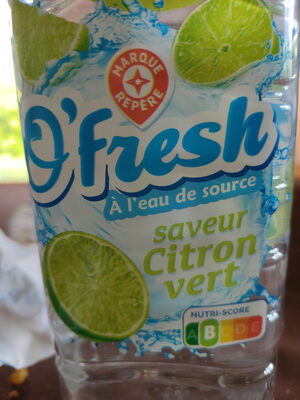 MARQUE
REPÈRE
O'fresh
À l'eau de source
saveur
Citron
vert
NUTRI-SCORE
A B C D E